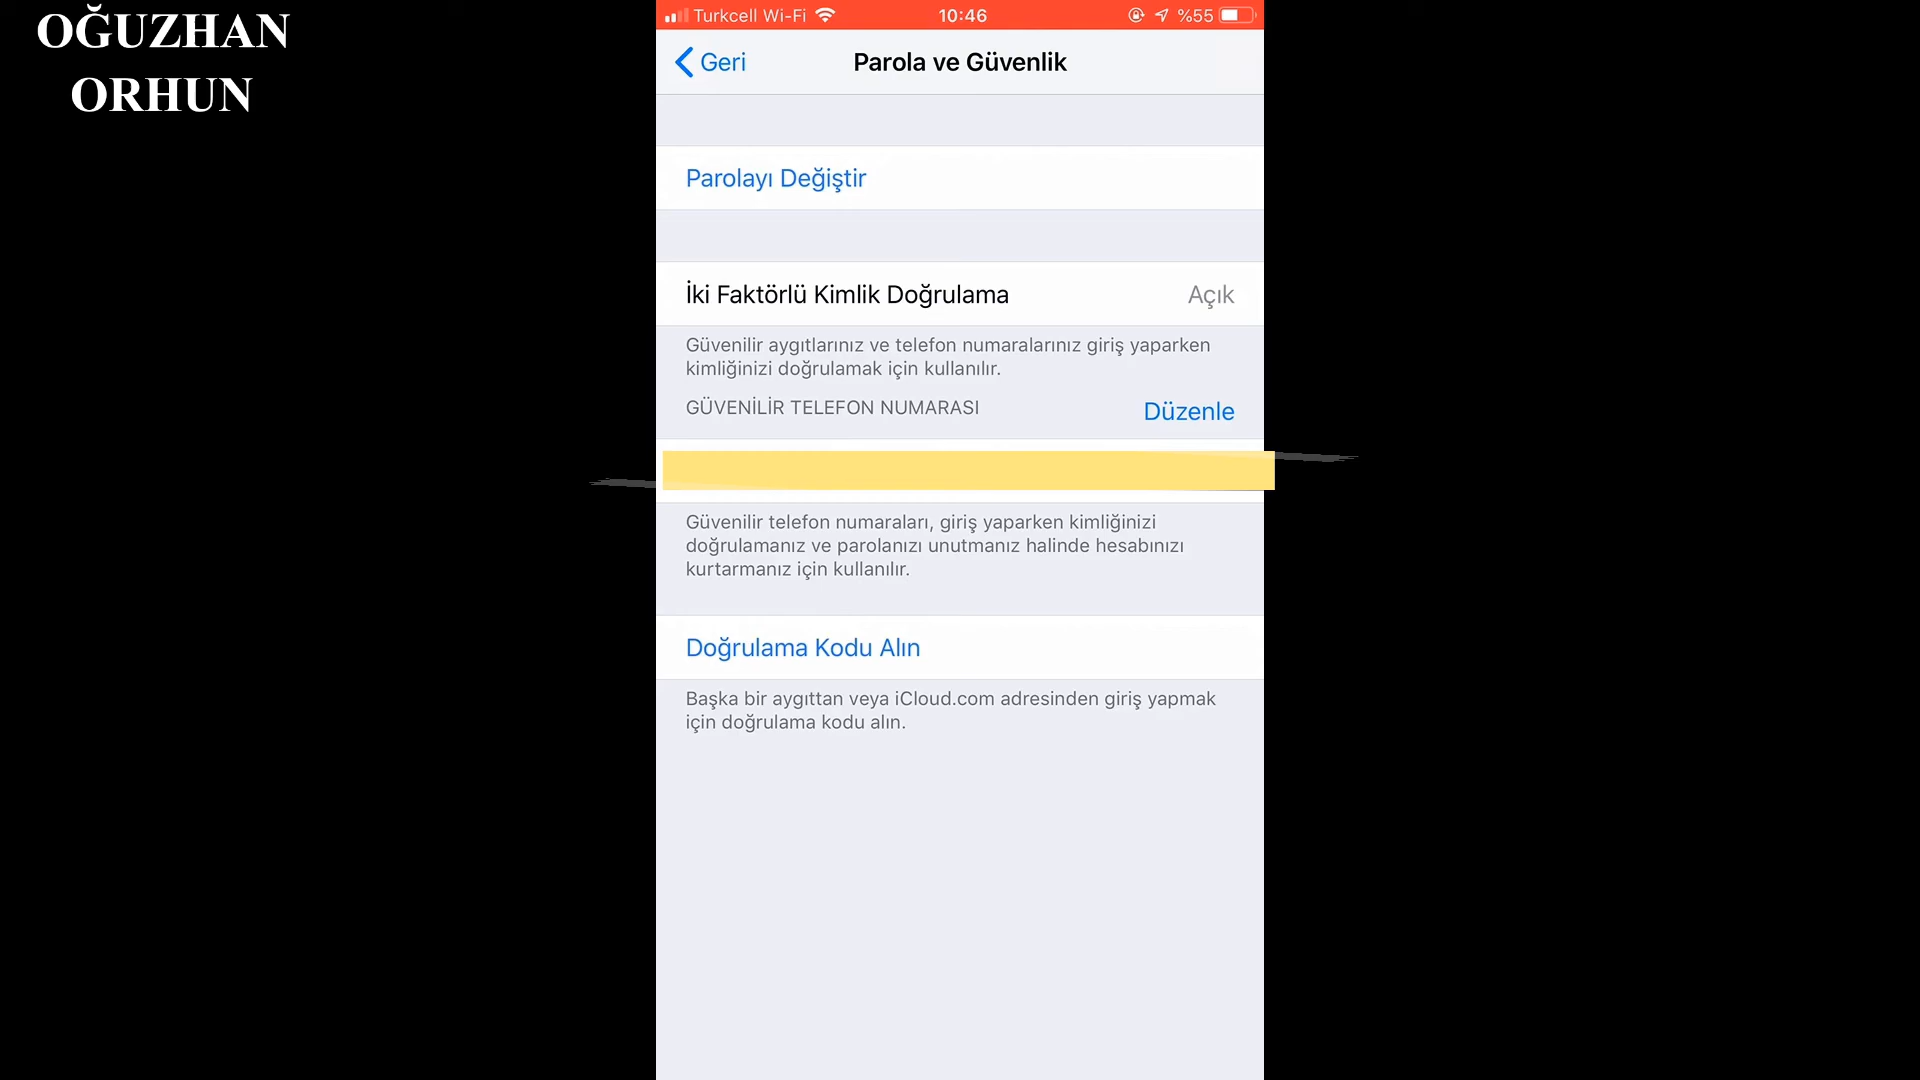 OĞUZHAN
ORHUN
Turkcell Wi-Fi 10:46 %55
Geri Parola ve Güvenlik
Parolayı Değiştir
İki Faktörlü Kimlik Doğrulama Açık
Güvenilir aygıtlarınız ve telefon numaralarınız giriş yaparken
kimliğinizi doğrulamak için kullanılır.
GÜVENİLİR TELEFON NUMARASI Düzenle
Güvenilir telefon numaraları, giriş yaparken kimliğinizi
doğrulamanız ve parolanızı unutmanız halinde hesabınızı
kurtarmanız için kullanılır.
Doğrulama Kodu Alın
Başka bir aygıttan veya iCloud.com adresinden giriş yapmak
için doğrulama kodu alın.